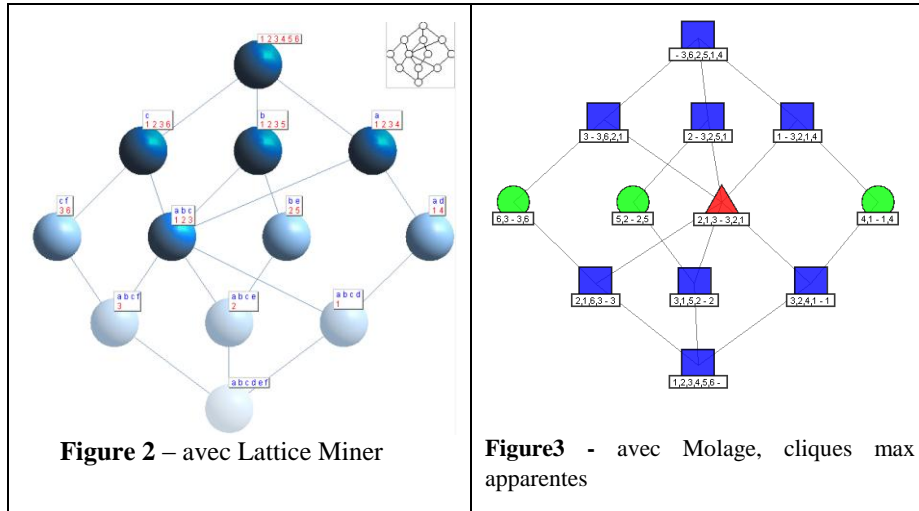 1 2 3 4 5 6
c
1 2 3 6
b
1 2 3 5
a
1 2 3 4
cf
3 6
a b c
1 2 3
be
2 5
ad
1 4
a b c f
3
a b c e
2
a b c d
1
a b c d e f
Figure 2 – avec Lattice Miner
- 3,6,2,5,1,4
3 - 3,6,2,1
2 - 3,2,5,1
1 - 3,2,1,4
6,3 - 3,6
5,2 - 2,5
2,1,3 - 3,2,1
4,1 - 1,4
2,1,6,3 - 3
3,1,5,2 - 2
3,2,4,1 - 1
1,2,3,4,5,6 -
Figure3 - avec Molage, cliques max
apparentes